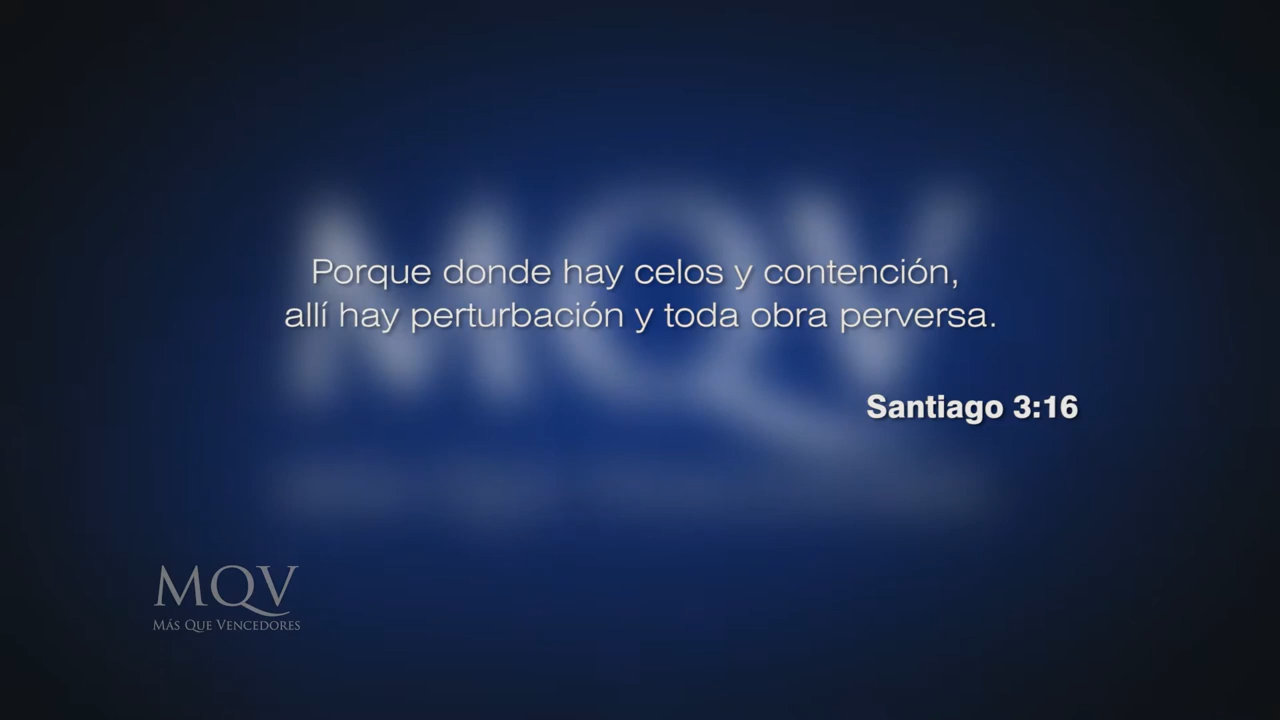 Porque donde hay celos y contención,
allí hay perturbación y toda obra perversa.
Santiago 3:16
MQV
MÁS QUE VENCEDORES